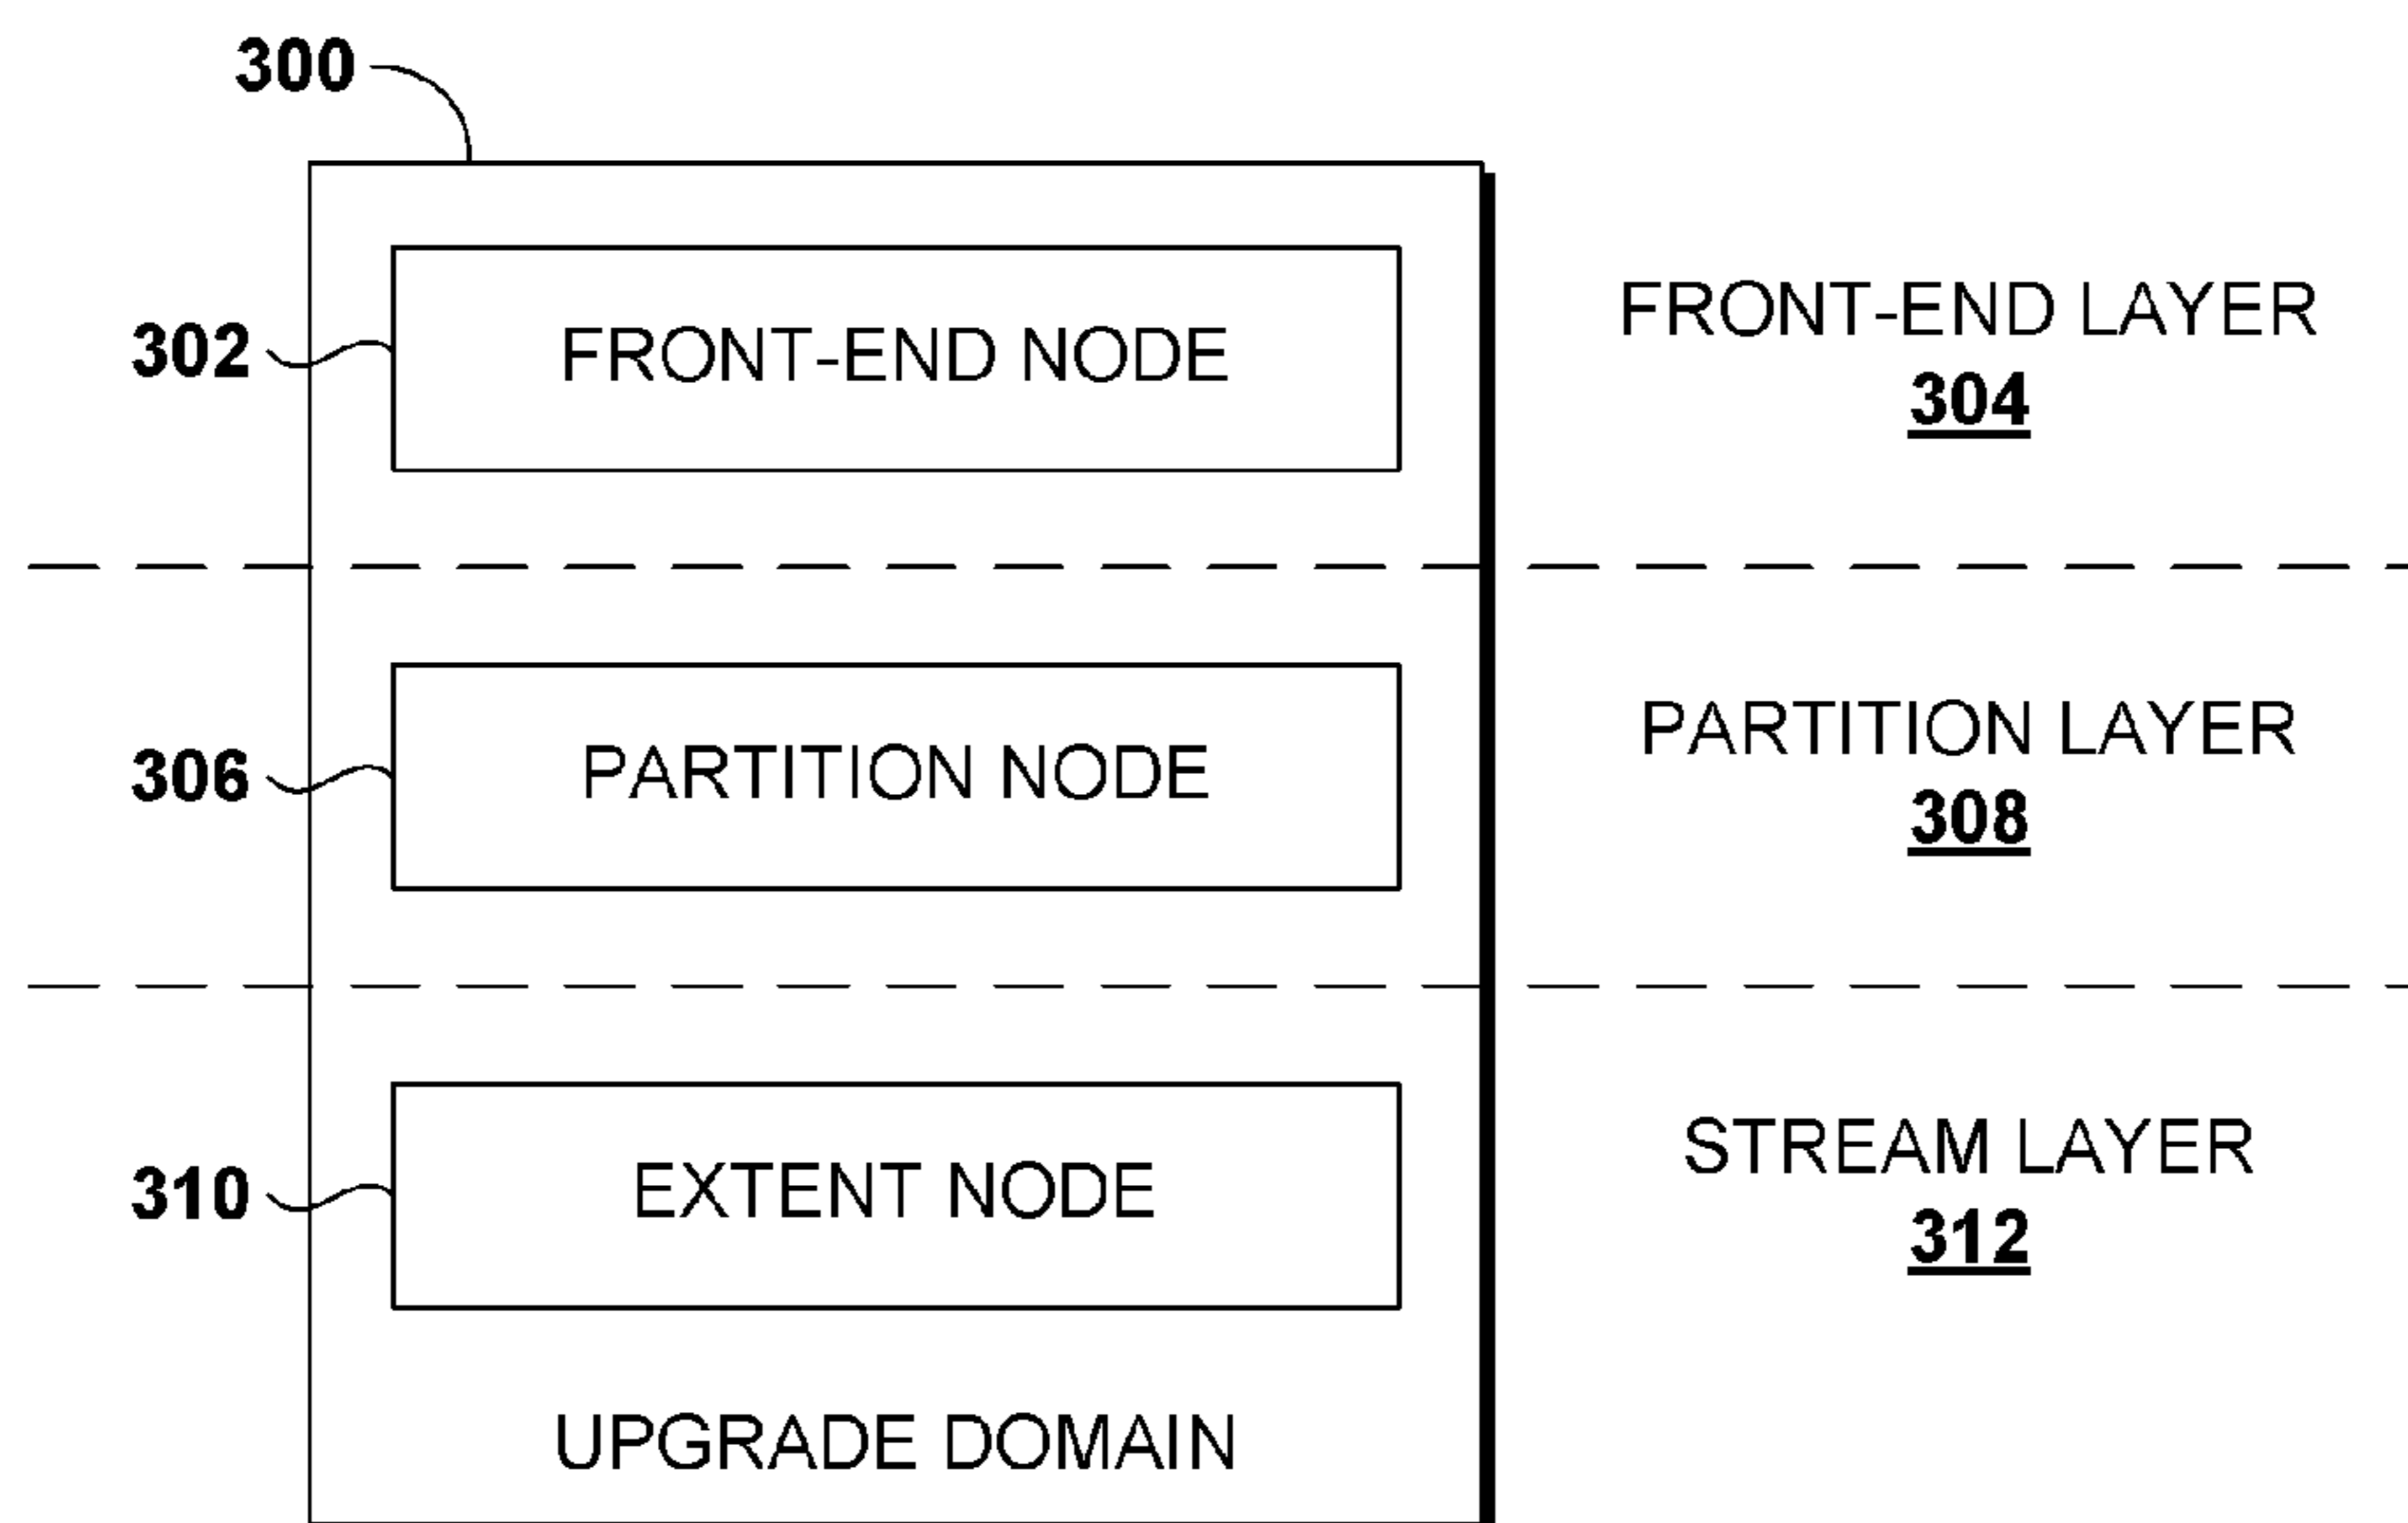 300
302
FRONT-END NODE
FRONT-END LAYER
304
306
PARTITION NODE
PARTITION LAYER
308
310
EXTENT NODE
STREAM LAYER
312
UPGRADE DOMAIN